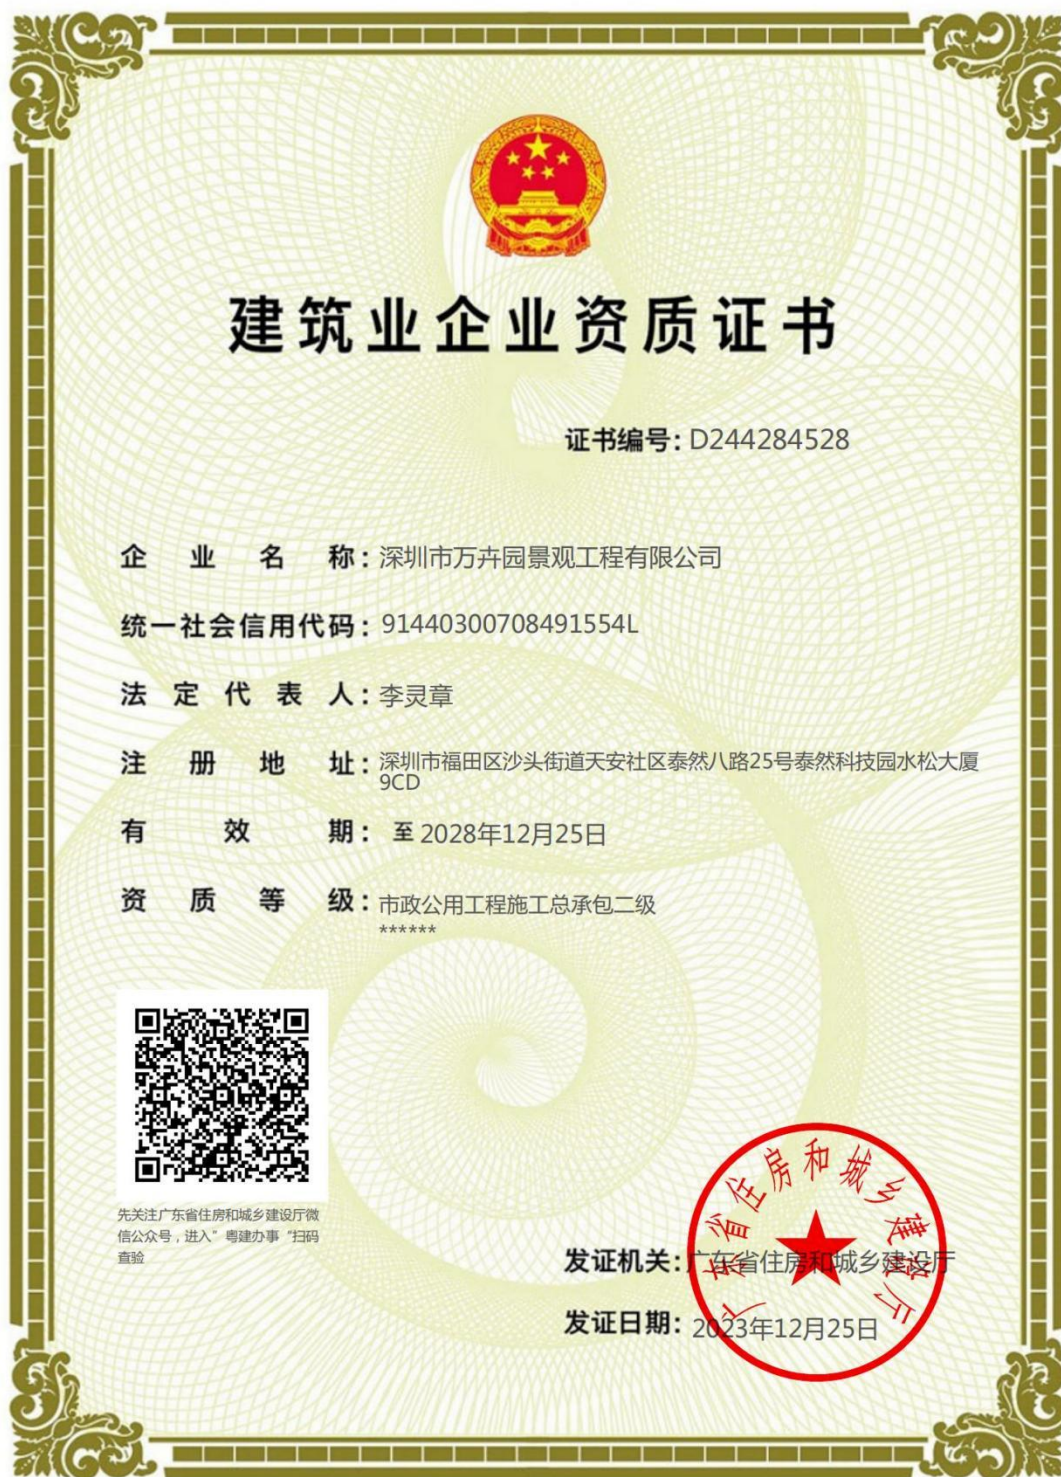 建筑业企业资质证书
证书编号: D244284528
企业名称: 深圳市万卉园景观工程有限公司
统一社会信用代码: 91440300708491554L
法定代表人: 李灵章
注册地址: 深圳市福田区沙头街道天安社区泰然八路25号泰然科技园水松大厦
9CD
有效期: 至 2028年12月25日
资质等级: 市政公用工程施工总承包二级
******
先关注广东省住房和城乡建设厅微
信公众号，进入”粤建办事“扫码
查验
广东省住房和城乡建设厅
发证机关: 广东省住房和城乡建设厅
发证日期: 2023年12月25日